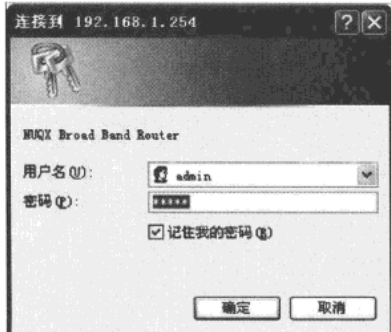 连接到 192.168.1.254
NUQX Broad Band Router
用户名(U):
admin
密码(P):
*****
记住我的密码(R)
确定
取消